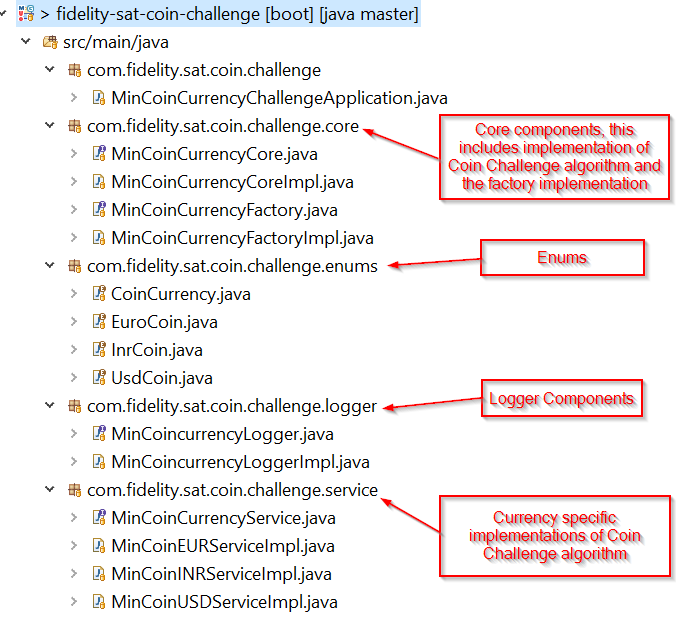 > fidelity-sat-coin-challenge [boot] [java master]
src/main/java
com.fidelity.sat.coin.challenge
MinCoinCurrencyChallengeApplication.java
com.fidelity.sat.coin.challenge.core
MinCoinCurrencyCore.java
MinCoinCurrencyCoreImpl.java
MinCoinCurrencyFactory.java
MinCoinCurrencyFactoryImpl.java
Core components, this
includes implementation of
Coin Challenge algorithm and
the factory implementation
com.fidelity.sat.coin.challenge.enums
Enums
CoinCurrency.java
EuroCoin.java
InrCoin.java
UsdCoin.java
com.fidelity.sat.coin.challenge.logger
Logger Components
MinCoincurrencyLogger.java
MinCoincurrencyLoggerImpl.java
com.fidelity.sat.coin.challenge.service
MinCoinCurrencyService.java
MinCoinEURServiceImpl.java
MinCoinINRServiceImpl.java
MinCoinUSDServiceImpl.java
Currency specific
implementations of Coin
Challenge algorithm